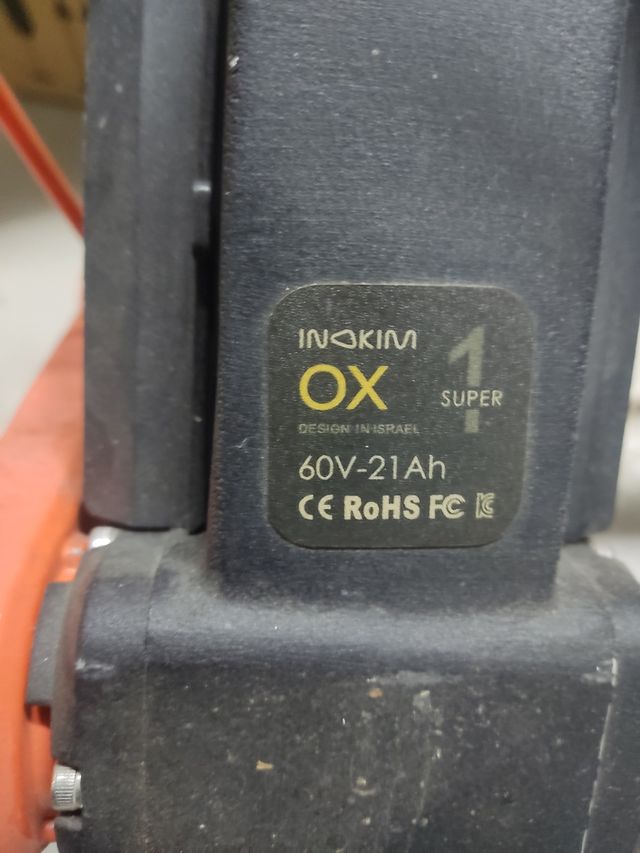 INOKIM
OX
1
SUPER
DESIGN IN ISRAEL
60V-21Ah
CE RoHS FC